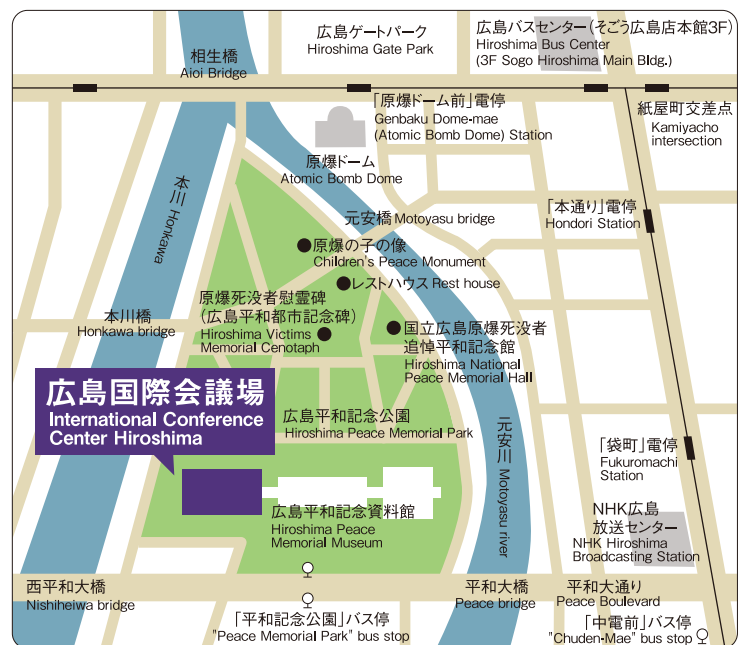 広島ゲートパーク
Hiroshima Gate Park
広島バスセンター(そごう広島店本館3F)
Hiroshima Bus Center
(3F Sogo Hiroshima Main Bldg.)
相生橋
Aioi Bridge
「原爆ドーム前」電停
Genbaku Dome-mae
(Atomic Bomb Dome) Station
紙屋町交差点
Kamiyacho
intersection
原爆ドーム
Atomic Bomb Dome
本川 Honkawa
元安橋 Motoyasu bridge
「本通り」電停
Hondori Station
原爆の子の像
Children's Peace Monument
レストハウス Rest house
原爆死没者慰霊碑
(広島平和都市記念碑)
Hiroshima Victims
Memorial Cenotaph
本川橋
Honkawa bridge
国立広島原爆死没者
追悼平和記念館
Hiroshima National
Peace Memorial Hall
広島国際会議場
International Conference
Center Hiroshima
広島平和記念公園
Hiroshima Peace Memorial Park
元安川 Motoyasu river
「袋町」電停
Fukuromachi
Station
広島平和記念資料館
Hiroshima Peace
Memorial Museum
NHK広島
放送センター
NHK Hiroshima
Broadcasting Station
西平和大橋
Nishiheiwa bridge
平和大橋
Peace bridge
平和大通り
Peace Boulevard
「平和記念公園」バス停
"Peace Memorial Park" bus stop
「中電前」バス停
"Chuden-Mae" bus stop